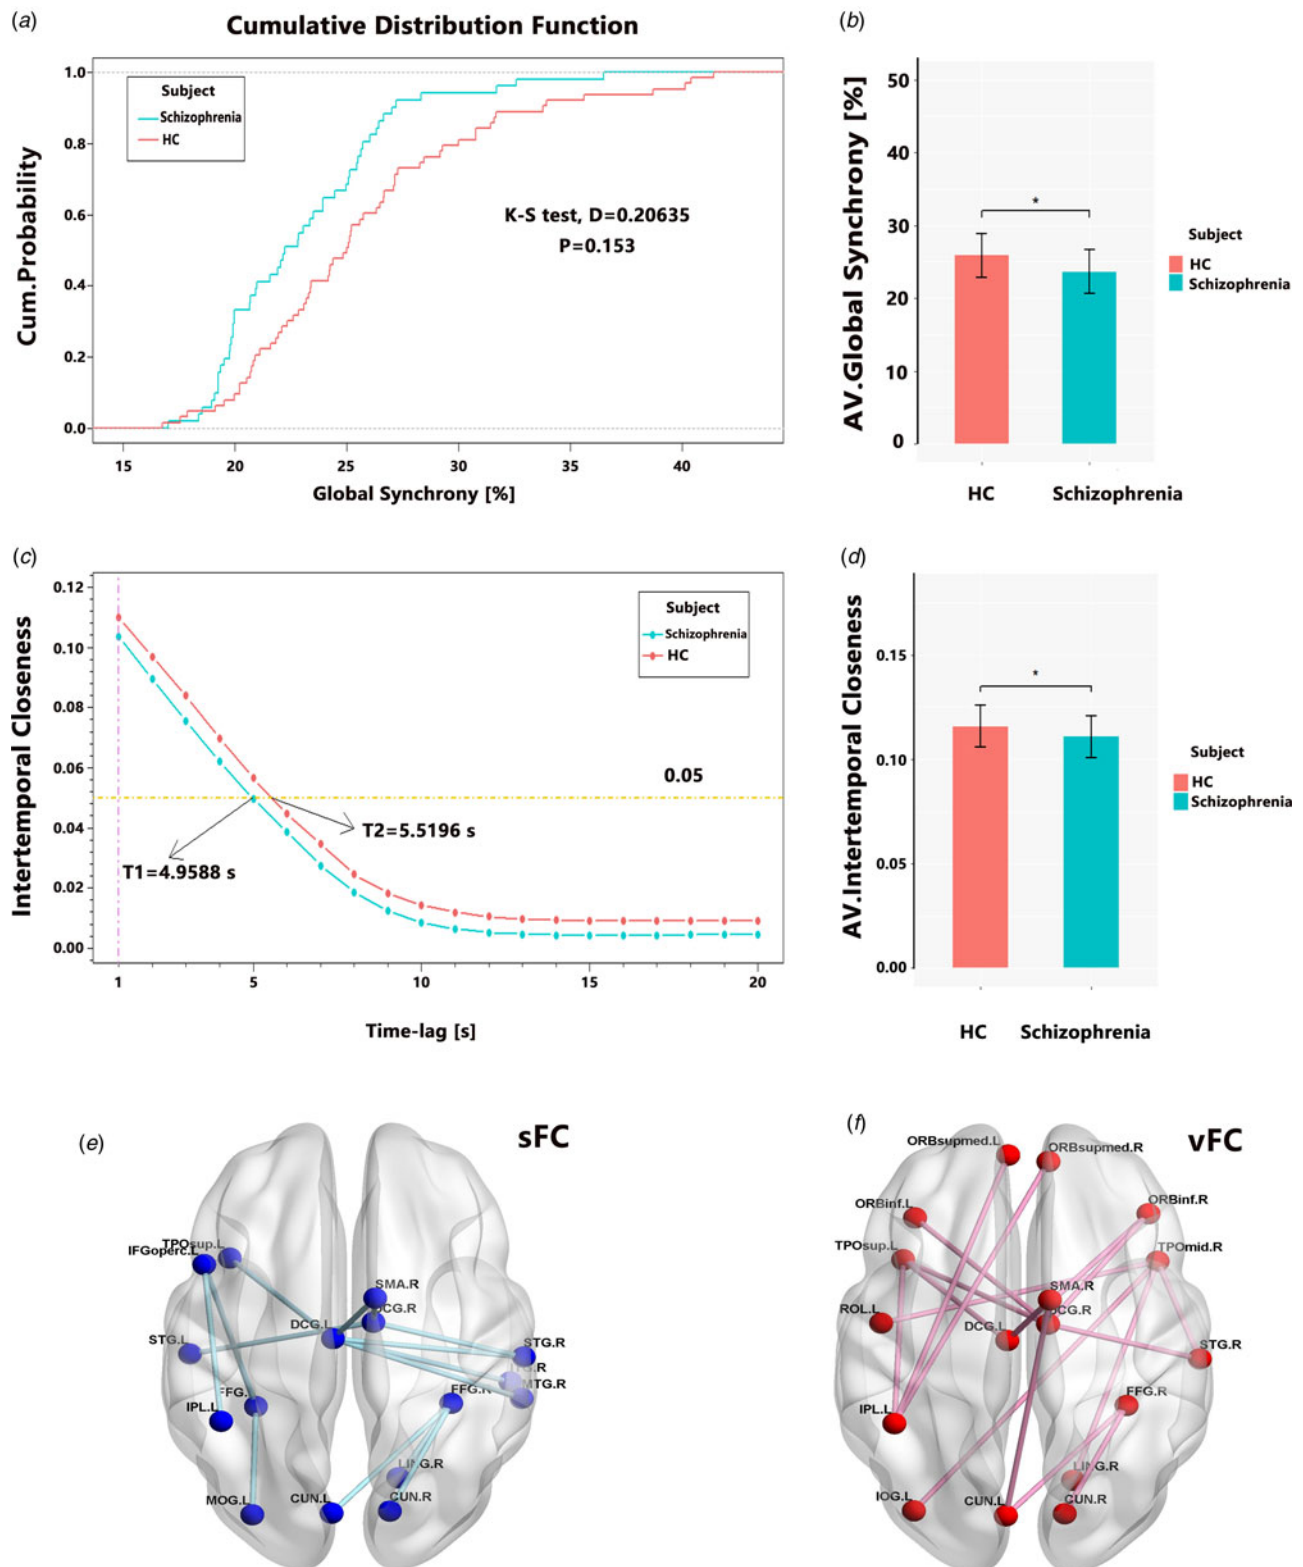 (a)
Cumulative Distribution Function
Subject
Schizophrenia
HC
K-S test, D=0.20635
P=0.153
Cum.Probability
1.0
0.8
0.6
0.4
0.2
0.0
15 20 25 30 35 40
Global Synchrony [%]
(b)
AV.Global Synchrony [%]
50
40
30
20
10
0
*
Subject
HC
Schizophrenia
HC Schizophrenia
(c)
Intertemporal Closeness
0.12
0.10
0.08
0.06
0.04
0.02
0.00
Subject
Schizophrenia
HC
0.05
T2=5.5196 s
T1=4.9588 s
1 5 10 15 20
Time-lag [s]
(d)
AV.Intertemporal Closeness
0.15
0.10
0.05
0.00
*
Subject
HC
Schizophrenia
HC Schizophrenia
(e)
sFC
TPOsup.L
IFGoperc.L
SMA.R
DCG.R
DCG.L
STG.L
STG.R
MTG.R
FFG.R
IPL.L
LING.R
MOG.L
CUN.L
CUN.R
(f)
vFC
ORBsupmed.L
ORBsupmed.R
ORBinf.L
ORBinf.R
TPOsup.L
TPOmid.R
SMA.R
ROL.L
DCG.R
DCG.L
STG.R
IPL.L
FFG.R
LING.R
IOG.L
CUN.L
CUN.R